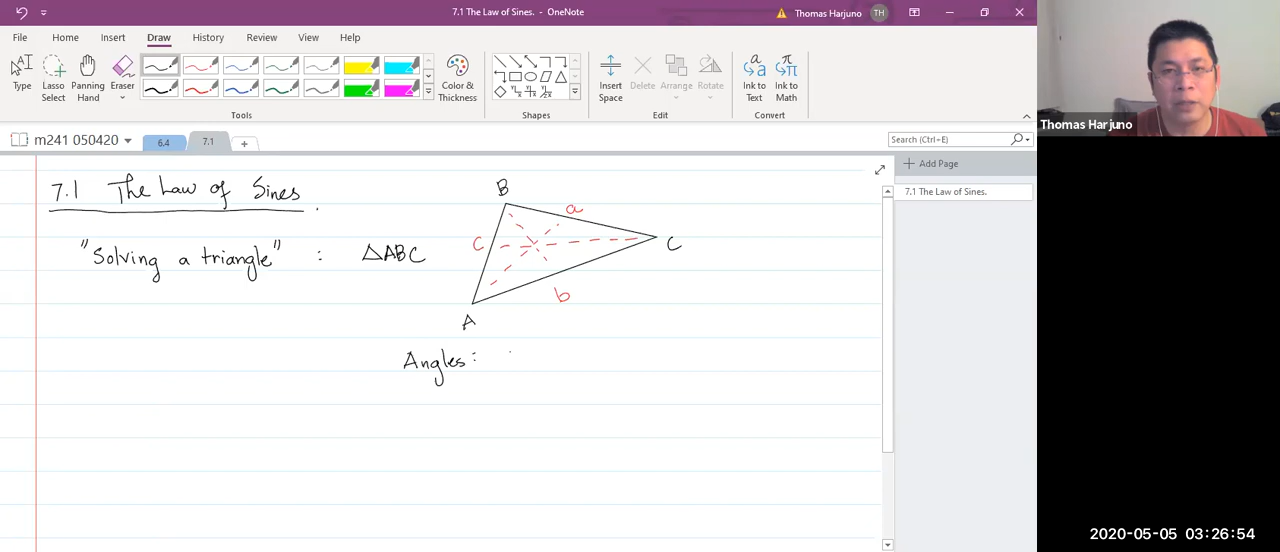 7.1 The Law of Sines. - OneNote
Thomas Harjuno TH
File Home Insert Draw History Review View Help
Type
Lasso Select
Panning Hand
Eraser
Color & Thickness
Insert Space
Delete
Arrange
Rotate
Ink to Text
Ink to Math
Tools Shapes Edit Convert
m241 050420 6.4 7.1
Search (Ctrl+E)
Add Page
7.1 The Law of Sines.
7.1 The Law of Sines
"Solving a triangle" : △ABC
B
a
c
C
b
A
Angles:
Thomas Harjuno
2020-05-05 03:26:54